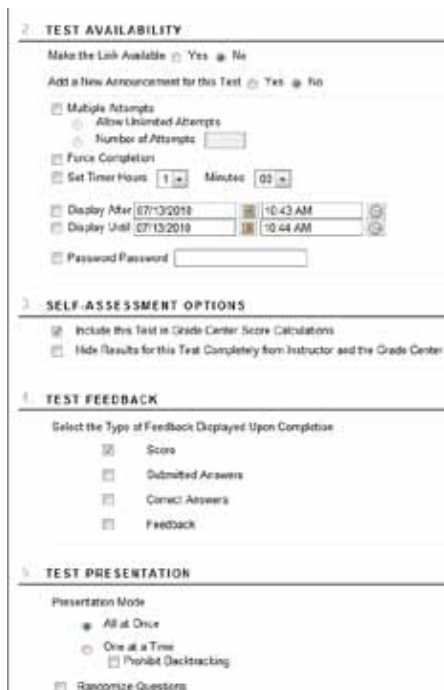 2. TEST AVAILABILITY
Make the Link Available Yes No
Add a New Announcement for this Test Yes No
Multiple Attempts
Allow Unlimited Attempts
Number of Attempts
Force Completion
Set Timer Hours 1 Minutes 00
Display After 07/13/2010 10:43 AM
Display Until 07/13/2010 10:44 AM
Password Password
3. SELF-ASSESSMENT OPTIONS
Include this Test in Grade Center Score Calculations
Hide Results for this Test Completely from Instructor and the Grade Center
4. TEST FEEDBACK
Select the Type of Feedback Displayed Upon Completion
Score
Submitted Answers
Correct Answers
Feedback
5. TEST PRESENTATION
Presentation Mode
All at Once
One at a Time
Prohibit Backtracking
Randomize Questions